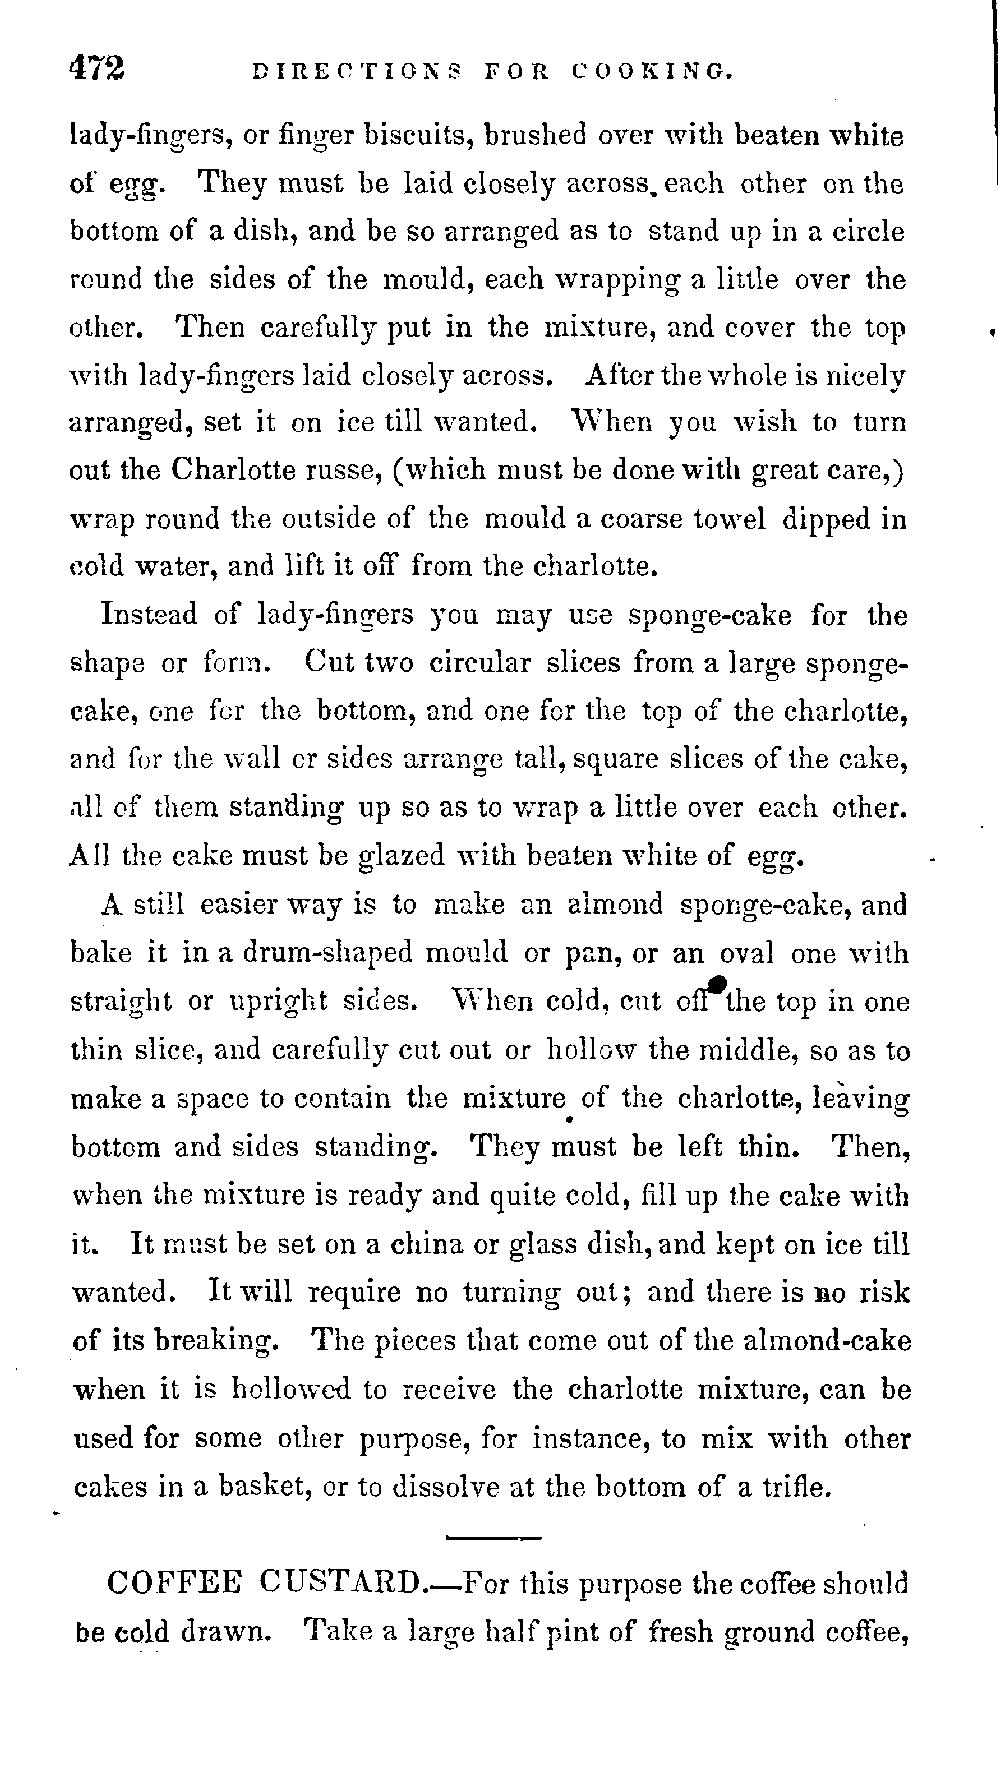 472 DIRECTIONS FOR COOKING.
lady-fingers, or finger biscuits, brushed over with beaten white
of egg. They must be laid closely across each other on the
bottom of a dish, and be so arranged as to stand up in a circle
round the sides of the mould, each wrapping a little over the
other. Then carefully put in the mixture, and cover the top
with lady-fingers laid closely across. After the whole is nicely
arranged, set it on ice till wanted. When you wish to turn
out the Charlotte russe, (which must be done with great care,)
wrap round the outside of the mould a coarse towel dipped in
cold water, and lift it off from the charlotte.
Instead of lady-fingers you may use sponge-cake for the
shape or form. Cut two circular slices from a large sponge-
cake, one for the bottom, and one for the top of the charlotte,
and for the wall or sides arrange tall, square slices of the cake,
all of them standing up so as to wrap a little over each other.
All the cake must be glazed with beaten white of egg.
A still easier way is to make an almond sponge-cake, and
bake it in a drum-shaped mould or pan, or an oval one with
straight or upright sides. When cold, cut off the top in one
thin slice, and carefully cut out or hollow the middle, so as to
make a space to contain the mixture of the charlotte, leaving
bottom and sides standing. They must be left thin. Then,
when the mixture is ready and quite cold, fill up the cake with
it. It must be set on a china or glass dish, and kept on ice till
wanted. It will require no turning out; and there is no risk
of its breaking. The pieces that come out of the almond-cake
when it is hollowed to receive the charlotte mixture, can be
used for some other purpose, for instance, to mix with other
cakes in a basket, or to dissolve at the bottom of a trifle.
COFFEE CUSTARD.—For this purpose the coffee should
be cold drawn. Take a large half pint of fresh ground coffee,